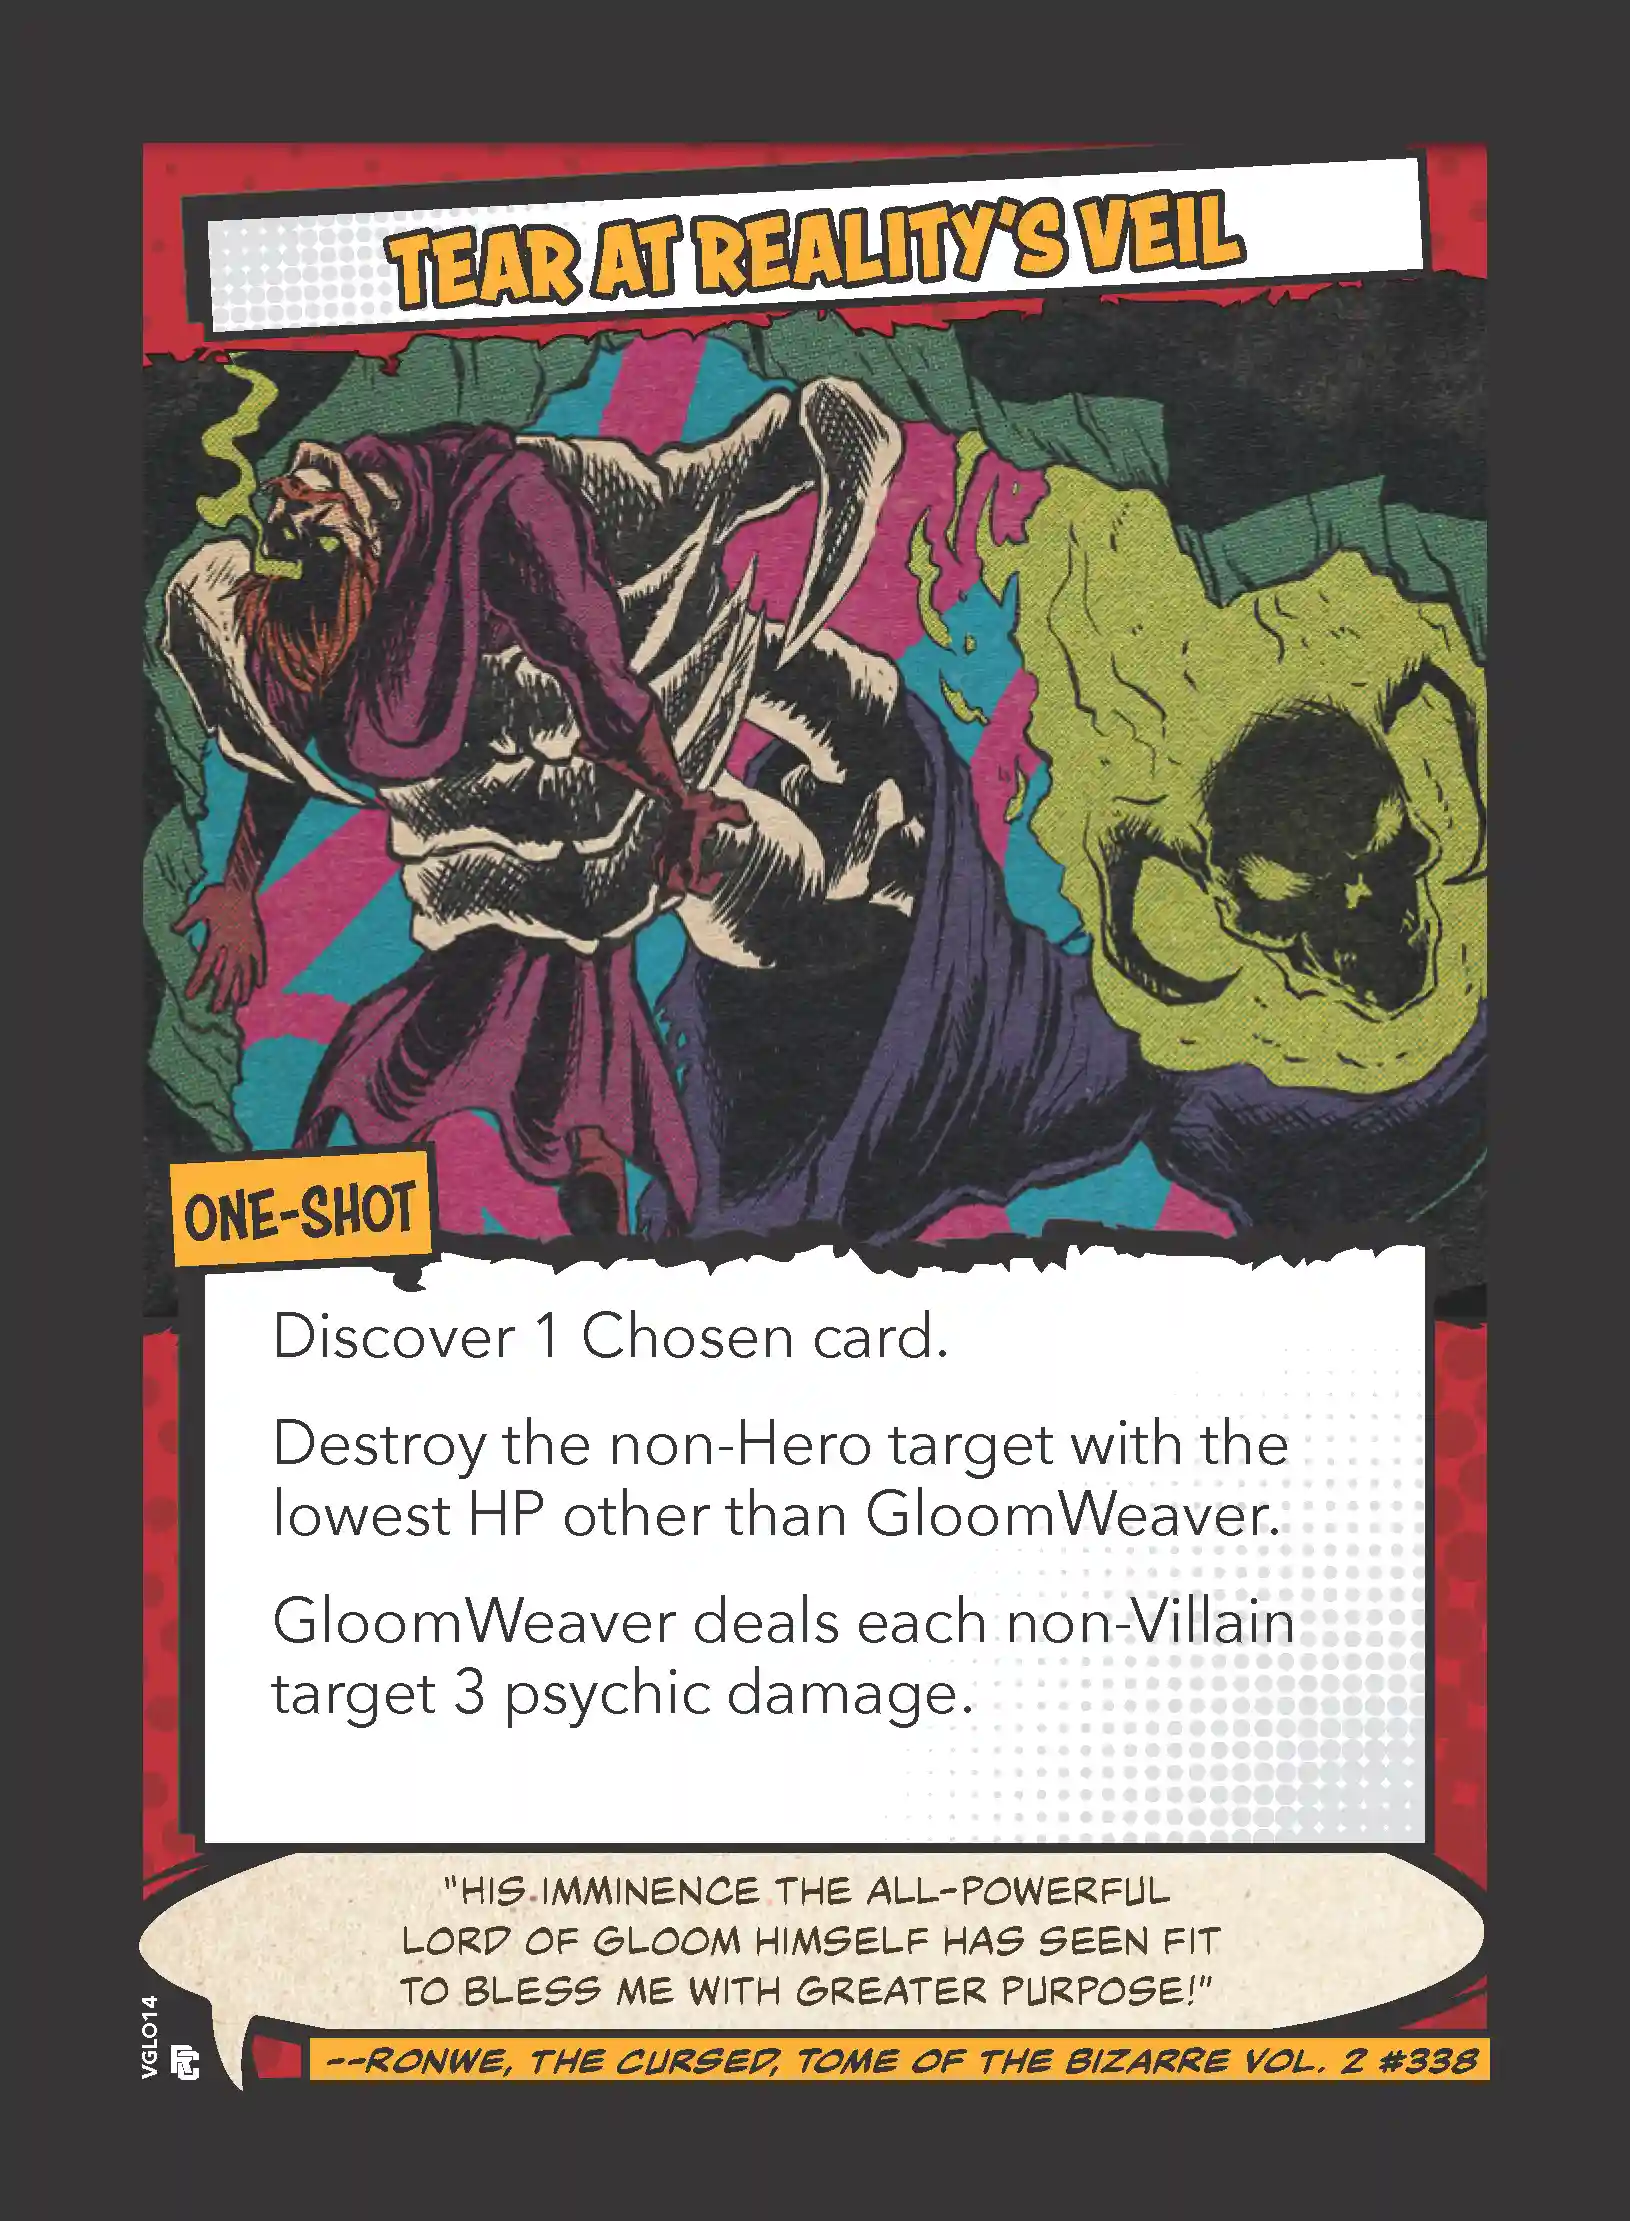 TEAR AT REALITY'S VEIL
ONE-SHOT
Discover 1 Chosen card.
Destroy the non-Hero target with the
lowest HP other than GloomWeaver.
GloomWeaver deals each non-Villain
target 3 psychic damage.
"HIS IMMINENCE THE ALL-POWERFUL
LORD OF GLOOM HIMSELF HAS SEEN FIT
TO BLESS ME WITH GREATER PURPOSE!"
--RONWE, THE CURSED, TOME OF THE BIZARRE VOL. 2 #338
VGLO14